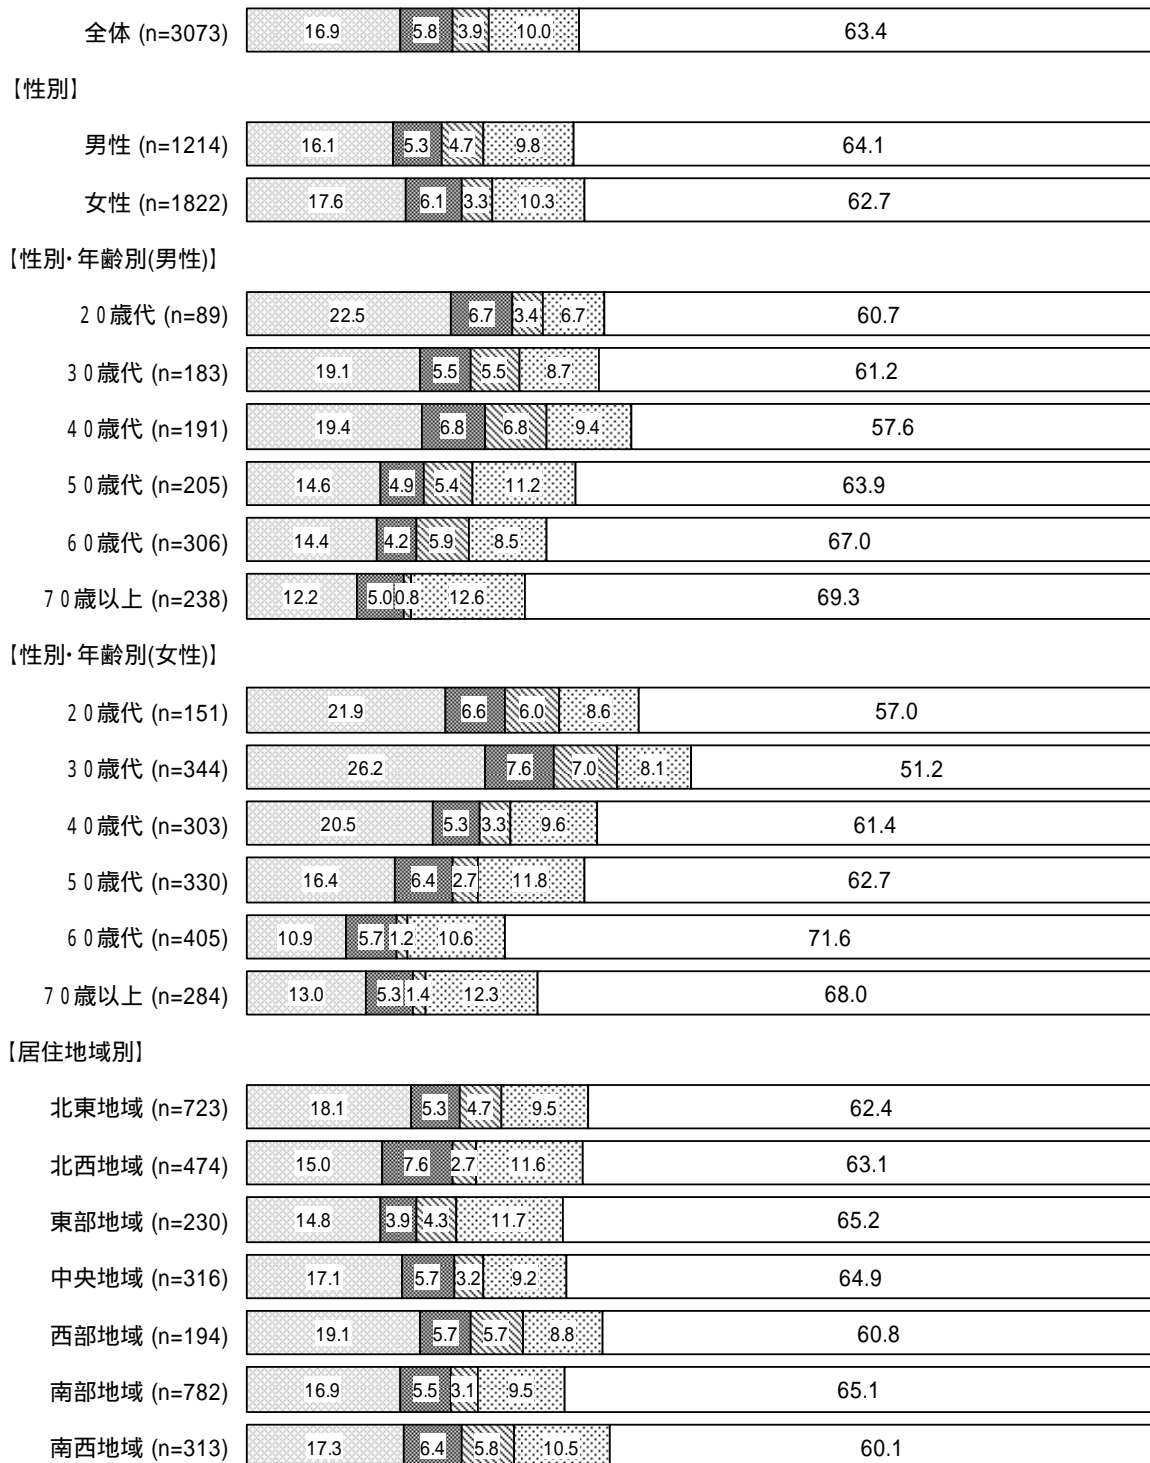 全体 (n=3073) 16.9 5.8 3.9 10.0 63.4
【性別】
男性 (n=1214) 16.1 5.3 4.7 9.8 64.1
女性 (n=1822) 17.6 6.1 3.3 10.3 62.7
【性別・年齢別(男性)】
20歳代 (n=89) 22.5 6.7 3.4 6.7 60.7
30歳代 (n=183) 19.1 5.5 5.5 8.7 61.2
40歳代 (n=191) 19.4 6.8 6.8 9.4 57.6
50歳代 (n=205) 14.6 4.9 5.4 11.2 63.9
60歳代 (n=306) 14.4 4.2 5.9 8.5 67.0
70歳以上 (n=238) 12.2 5.0 0.8 12.6 69.3
【性別・年齢別(女性)】
20歳代 (n=151) 21.9 6.6 6.0 8.6 57.0
30歳代 (n=344) 26.2 7.6 7.0 8.1 51.2
40歳代 (n=303) 20.5 5.3 3.3 9.6 61.4
50歳代 (n=330) 16.4 6.4 2.7 11.8 62.7
60歳代 (n=405) 10.9 5.7 1.2 10.6 71.6
70歳以上 (n=284) 13.0 5.3 1.4 12.3 68.0
【居住地域別】
北東地域 (n=723) 18.1 5.3 4.7 9.5 62.4
北西地域 (n=474) 15.0 7.6 2.7 11.6 63.1
東部地域 (n=230) 14.8 3.9 4.3 11.7 65.2
中央地域 (n=316) 17.1 5.7 3.2 9.2 64.9
西部地域 (n=194) 19.1 5.7 5.7 8.8 60.8
南部地域 (n=782) 16.9 5.5 3.1 9.5 65.1
南西地域 (n=313) 17.3 6.4 5.8 10.5 60.1